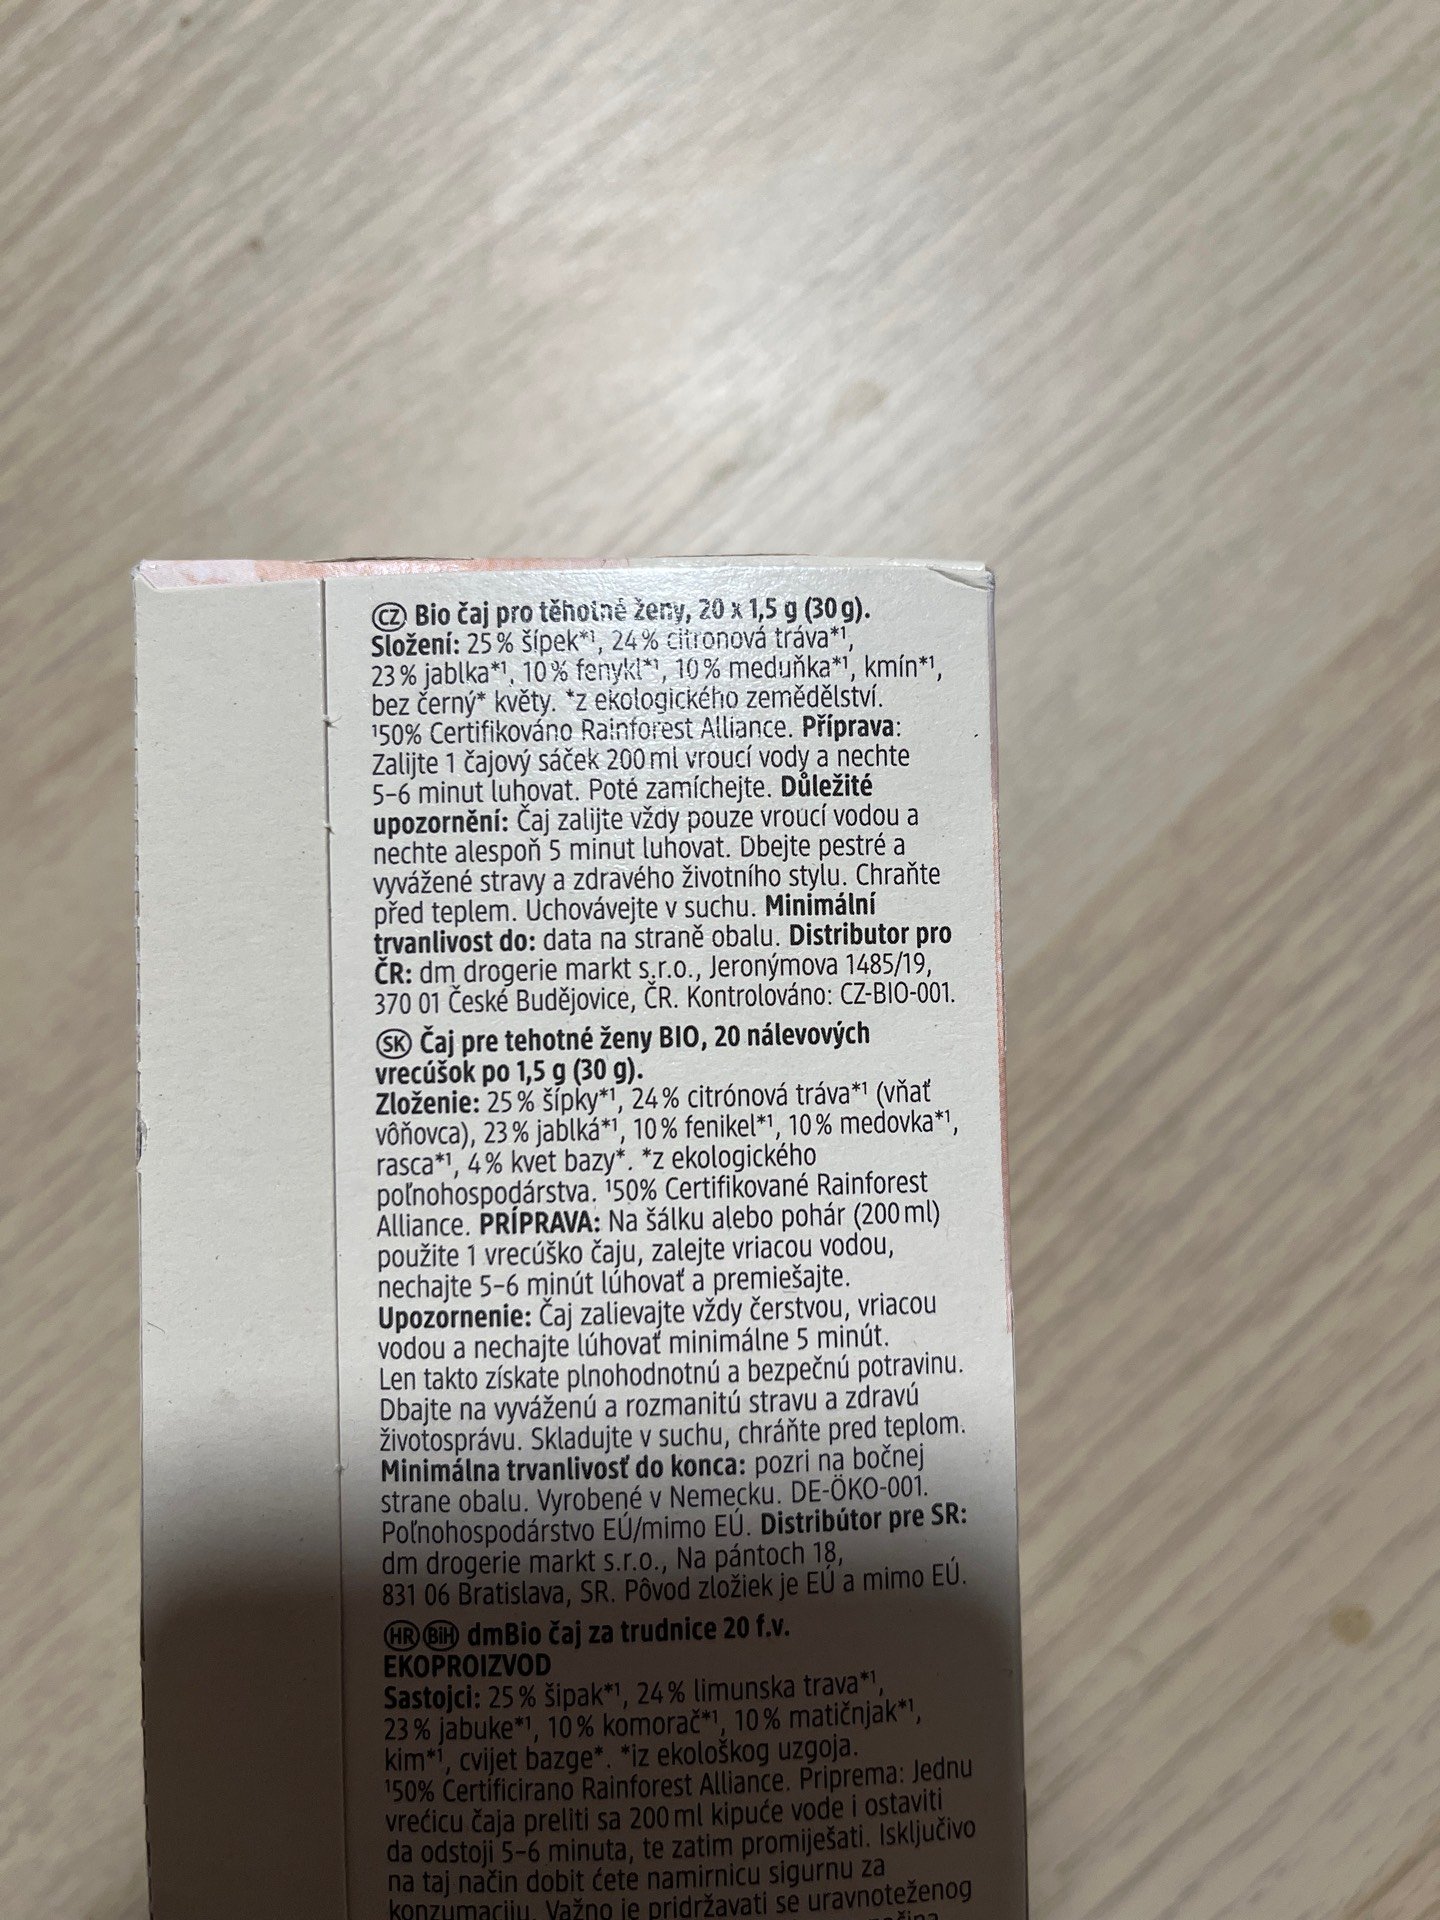 CZ Bio čaj pro těhotné ženy, 20 x 1,5 g (30 g).
Složení: 25 % šípek*¹, 24 % citronová tráva*¹,
23 % jablka*¹, 10 % fenykl*¹, 10 % meduňka*¹, kmín*¹,
bez černý* květy. *z ekologického zemědělství.
¹50% Certifikováno Rainforest Alliance. Příprava:
Zalijte 1 čajový sáček 200 ml vroucí vody a nechte
5-6 minut luhovat. Poté zamíchejte. Důležité
upozornění: Čaj zalijte vždy pouze vroucí vodou a
nechte alespoň 5 minut luhovat. Dbejte pestré a
vyvážené stravy a zdravého životního stylu. Chraňte
před teplem. Uchovávejte v suchu. Minimální
trvanlivost do: data na straně obalu. Distributor pro
ČR: dm drogerie markt s.r.o., Jeronýmova 1485/19,
370 01 České Budějovice, ČR. Kontrolováno: CZ-BIO-001.
SK Čaj pre tehotné ženy BIO, 20 nálevových
vrecúšok po 1,5 g (30 g).
Zloženie: 25 % šípky*¹, 24 % citrónová tráva*¹ (vňať
vôňovca), 23 % jablká*¹, 10 % fenikel*¹, 10 % medovka*¹,
rasca*¹, 4 % kvet bazy*. *z ekologického
poľnohospodárstva. ¹50% Certifikované Rainforest
Alliance. PRÍPRAVA: Na šálku alebo pohár (200 ml)
použite 1 vrecúško čaju, zalejte vriacou vodou,
nechajte 5-6 minút lúhovať a premiešajte.
Upozornenie: Čaj zalievajte vždy čerstvou, vriacou
vodou a nechajte lúhovať minimálne 5 minút.
Len takto získate plnohodnotnú a bezpečnú potravinu.
Dbajte na vyváženú a rozmanitú stravu a zdravú
životosprávu. Skladujte v suchu, chráňte pred teplom.
Minimálna trvanlivosť do konca: pozri na bočnej
strane obalu. Vyrobené v Nemecku. DE-ÖKO-001.
Poľnohospodárstvo EÚ/mimo EÚ. Distribútor pre SR:
dm drogerie markt s.r.o., Na pántoch 18,
831 06 Bratislava, SR. Pôvod zložiek je EÚ a mimo EÚ.
HR BiH dmBio čaj za trudnice 20 f.v.
EKOPROIZVOD
Sastojci: 25 % šipak*¹, 24 % limunska trava*¹,
23 % jabuke*¹, 10 % komorač*¹, 10 % matičnjak*¹,
kim*¹, cvijet bazge*. *iz ekološkog uzgoja.
¹50% Certificirano Rainforest Alliance. Priprema: Jednu
vrećicu čaja preliti sa 200 ml kipuće vode i ostaviti
da odstoji 5-6 minuta, te zatim promiješati. Isključivo
na taj način dobit ćete namirnicu sigurnu za
konzumaciju. Važno je pridržavati se uravnoteženog